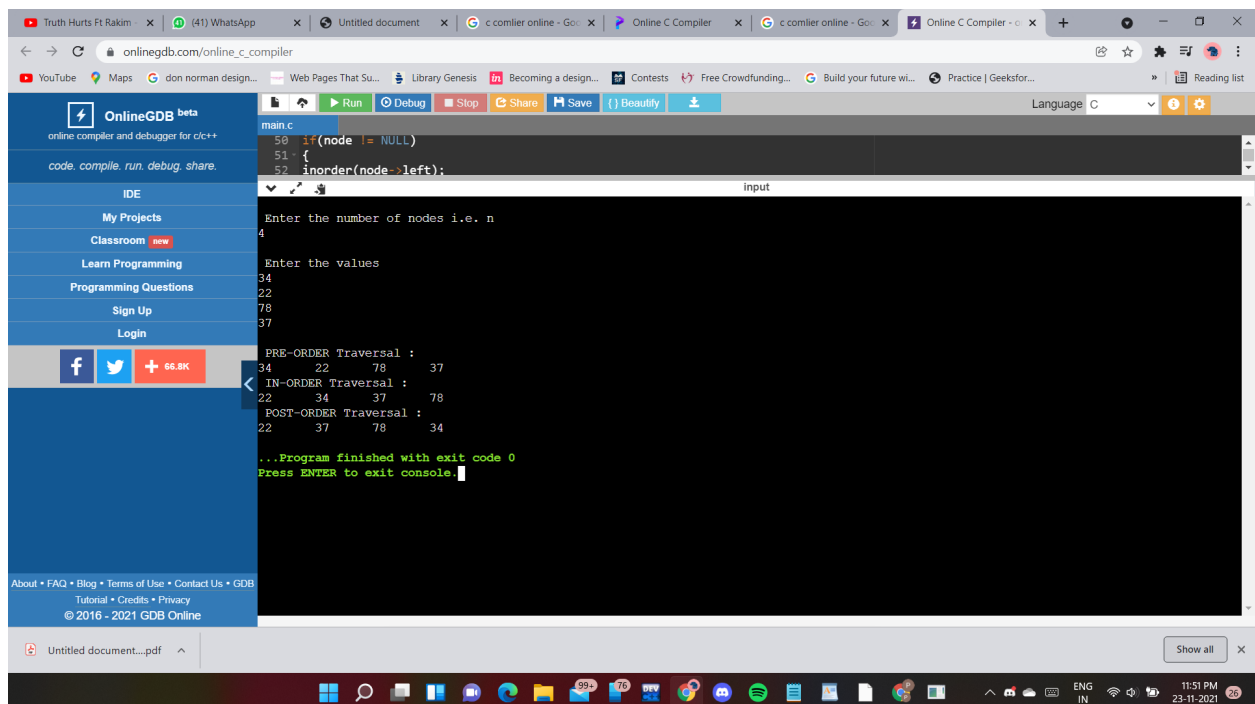 Truth Hurts Ft Rakim -
(41) WhatsApp
Untitled document
c comlier online - Goo
Online C Compiler
c comlier online - Goo
Online C Compiler - o
onlinegdb.com/online_c_compiler
YouTube Maps don norman design... Web Pages That Su... Library Genesis Becoming a design... Contests Free Crowdfunding... Build your future wi... Practice | Geeksfor... » Reading list
OnlineGDB beta
online compiler and debugger for c/c++
code. compile. run. debug. share.
IDE
My Projects
Classroom new
Learn Programming
Programming Questions
Sign Up
Login
f + 66.8K
About • FAQ • Blog • Terms of Use • Contact Us • GDB
Tutorial • Credits • Privacy
© 2016 - 2021 GDB Online
Run Debug Stop Share Save {} Beautify Language C
main.c
50 if(node != NULL)
51 {
52 inorder(node->left);
input
Enter the number of nodes i.e. n
4
Enter the values
34
22
78
37
PRE-ORDER Traversal :
34 22 78 37
IN-ORDER Traversal :
22 34 37 78
POST-ORDER Traversal :
22 37 78 34
...Program finished with exit code 0
Press ENTER to exit console.
Untitled document....pdf
Show all
99+ 76 DEV
ENG
IN
11:51 PM
23-11-2021
26